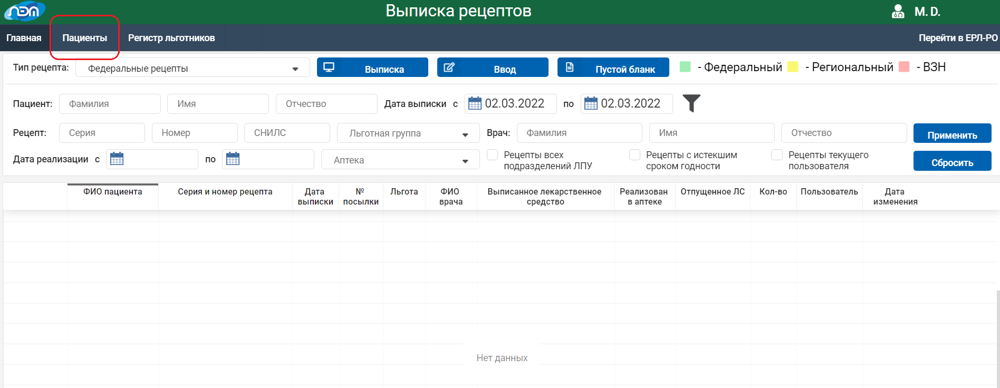 ЛЭП Выписка рецептов M. D.
Главная Пациенты Регистр льготников Перейти в ЕРЛ-РО
Тип рецепта: Федеральные рецепты Выписка Ввод Пустой бланк - Федеральный - Региональный - ВЗН
Пациент: Фамилия Имя Отчество Дата выписки с 02.03.2022 по 02.03.2022
Рецепт: Серия Номер СНИЛС Льготная группа Врач: Фамилия Имя Отчество Применить
Дата реализации с по Аптека Рецепты всех подразделений ЛПУ Рецепты с истекшим сроком годности Рецепты текущего пользователя Сбросить
ФИО пациента Серия и номер рецепта Дата выписки № посылки Льгота ФИО врача Выписанное лекарственное средство Реализован в аптеке Отпущенное ЛС Кол-во Пользователь Дата изменения
Нет данных